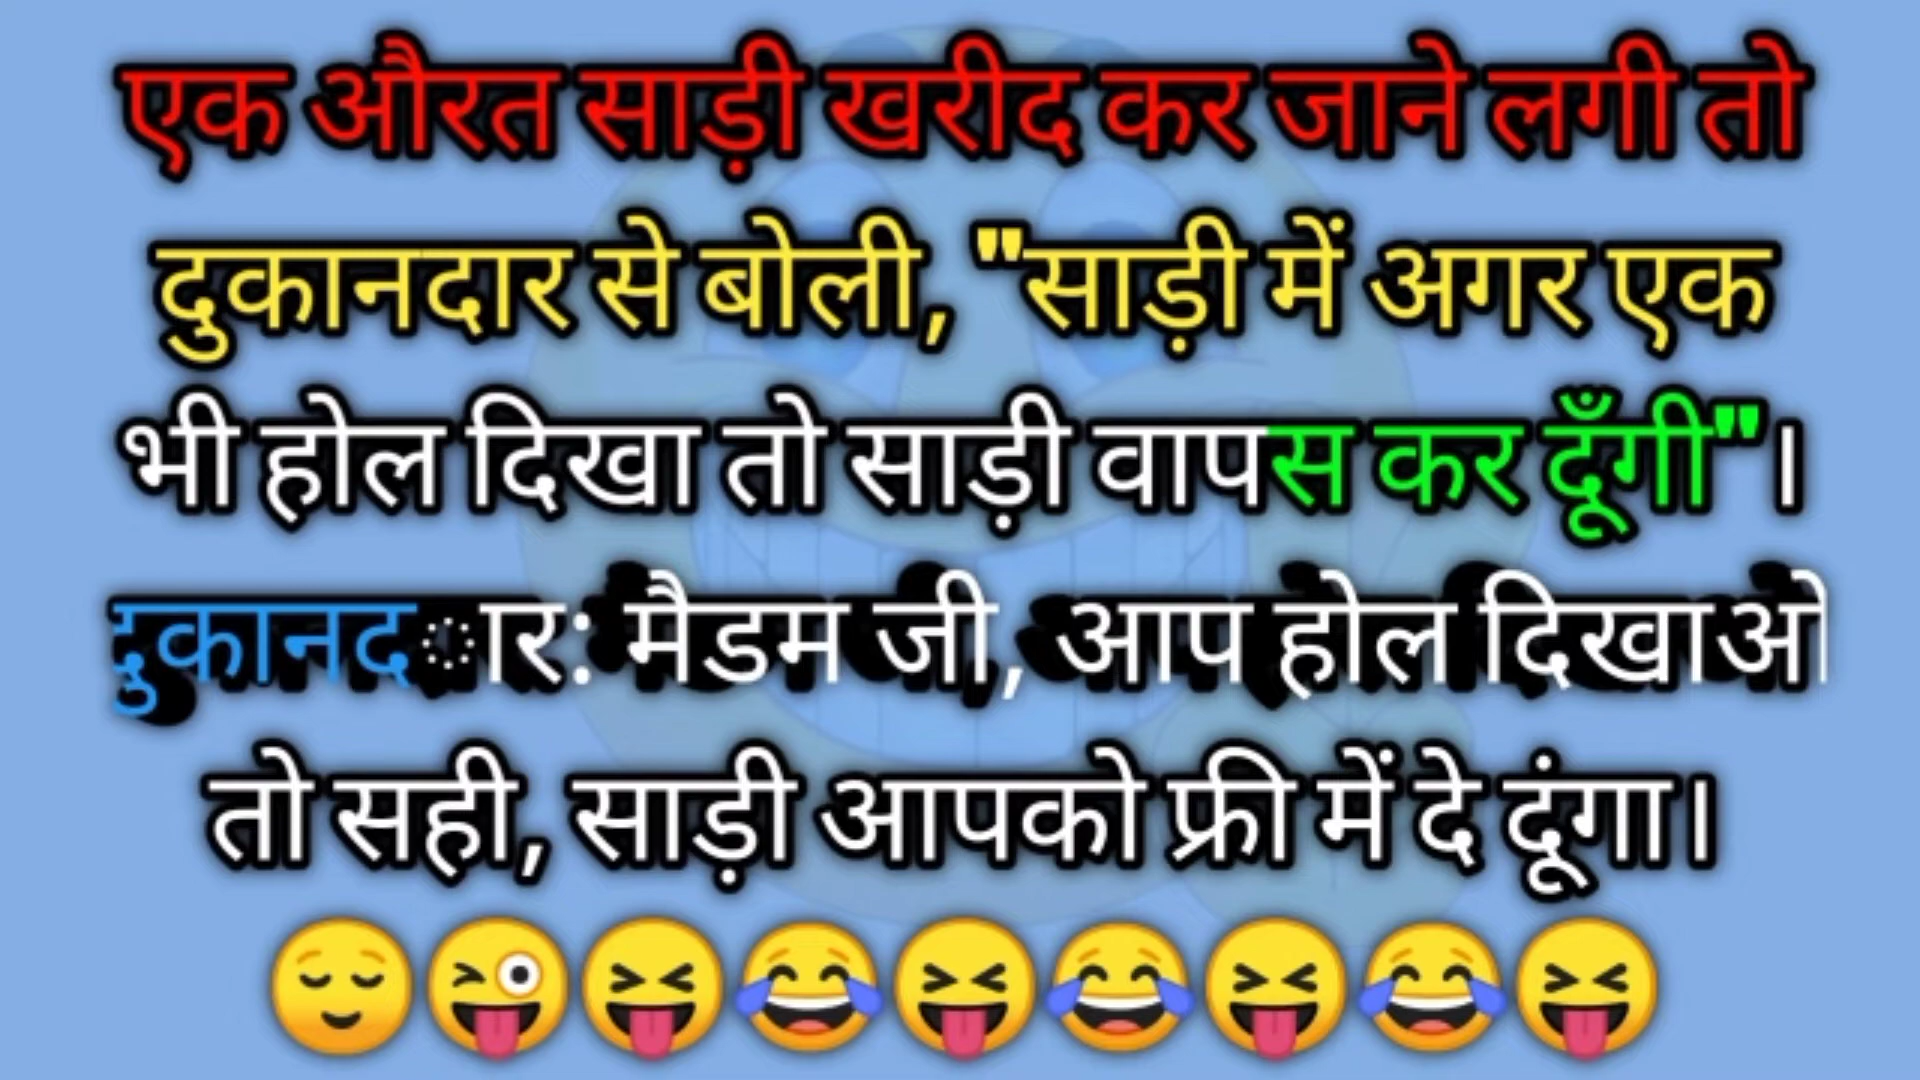 एक औरत साड़ी खरीद कर जाने लगी तो
दुकानदार से बोली, "साड़ी में अगर एक
भी होल दिखा तो साड़ी वापस कर दूँगी"।
दुकानदार: मैडम जी, आप होल दिखाओ
तो सही, साड़ी आपको फ्री में दे दूंगा।
😌😜😝😂😝😂😝😂😝